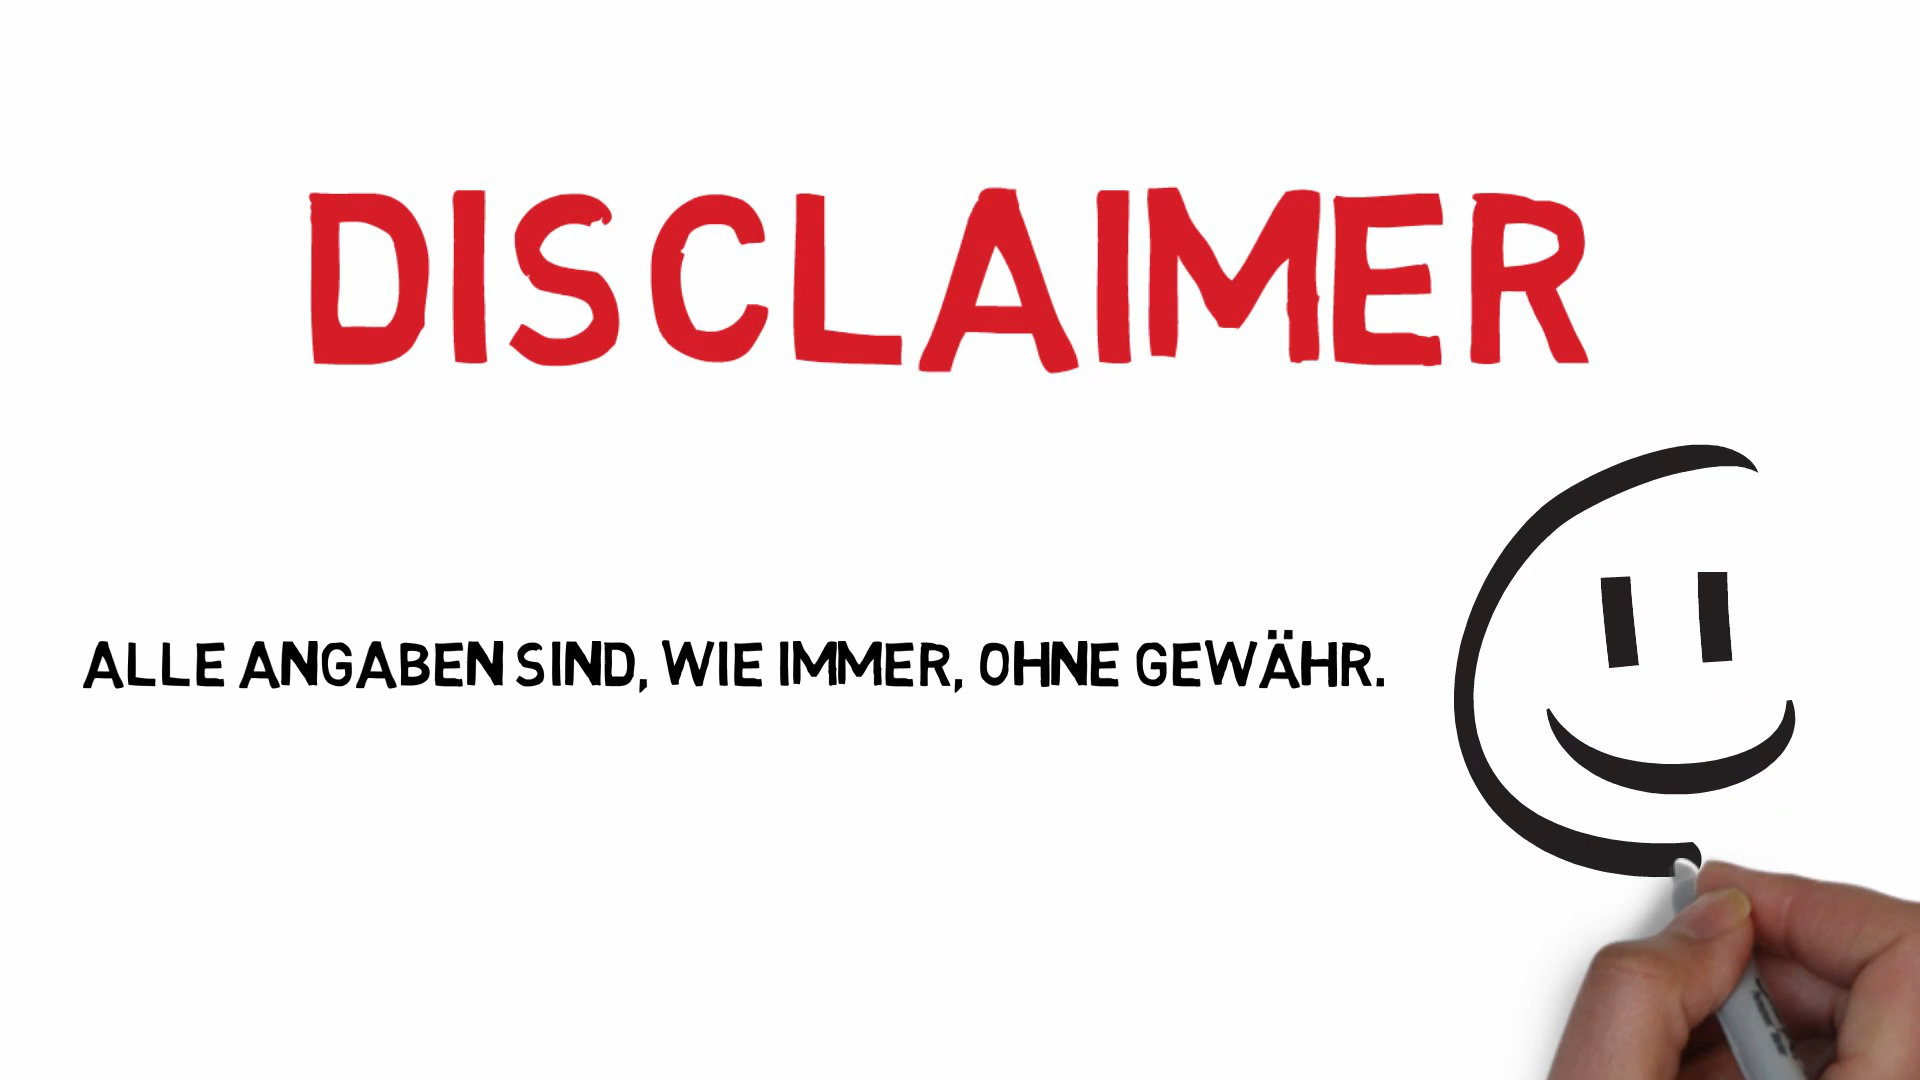 DISCLAIMER
ALLE ANGABEN SIND, WIE IMMER, OHNE GEWÄHR.